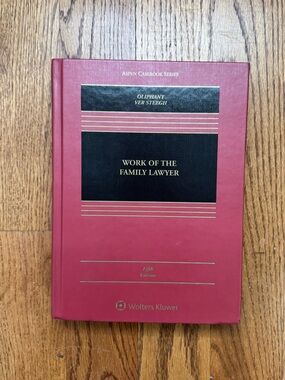 ASPEN CASEBOOK SERIES
OLIPHANT
VER STEEGH
WORK OF THE
FAMILY LAWYER
Fifth
Edition
Wolters Kluwer